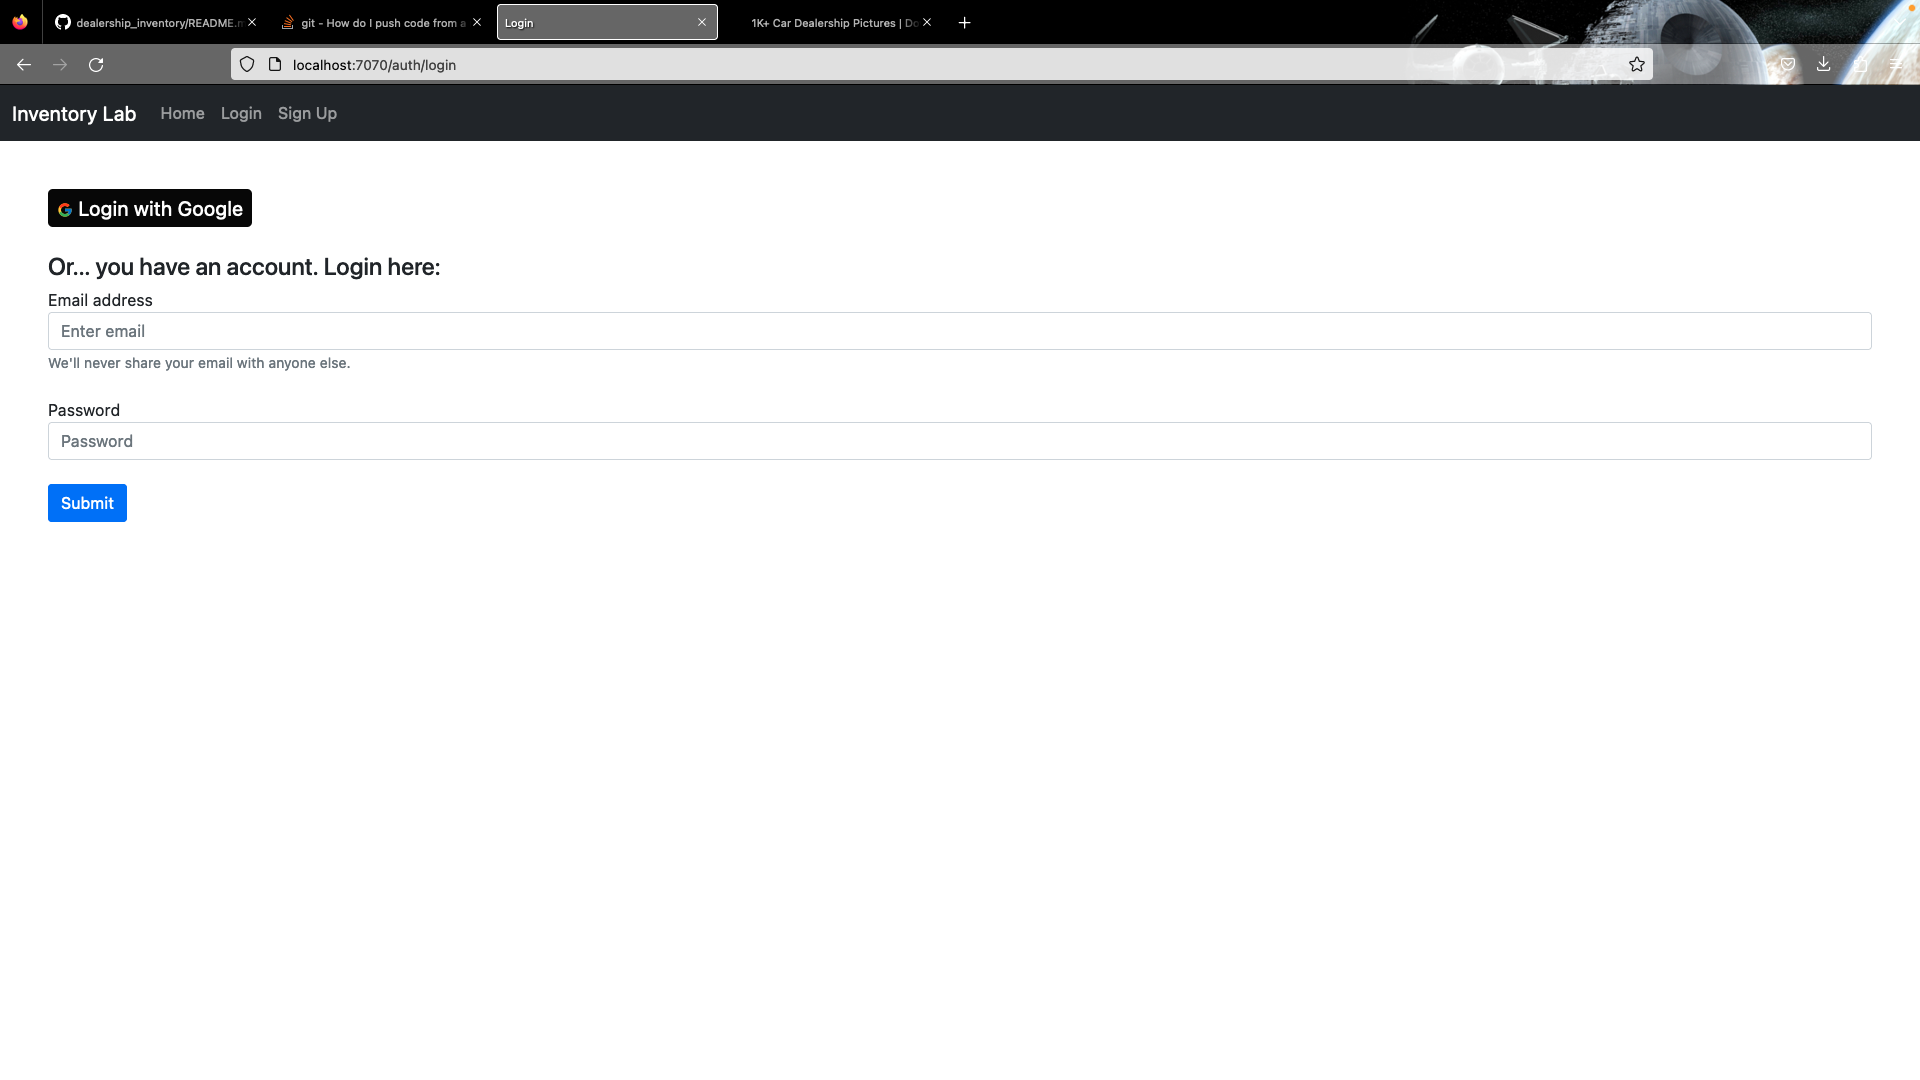 dealership_inventory/README.m
git - How do I push code from a
Login
1K+ Car Dealership Pictures | Do
localhost:7070/auth/login
Inventory Lab Home Login Sign Up
Login with Google
Or... you have an account. Login here:
Email address
Enter email
We'll never share your email with anyone else.
Password
Password
Submit